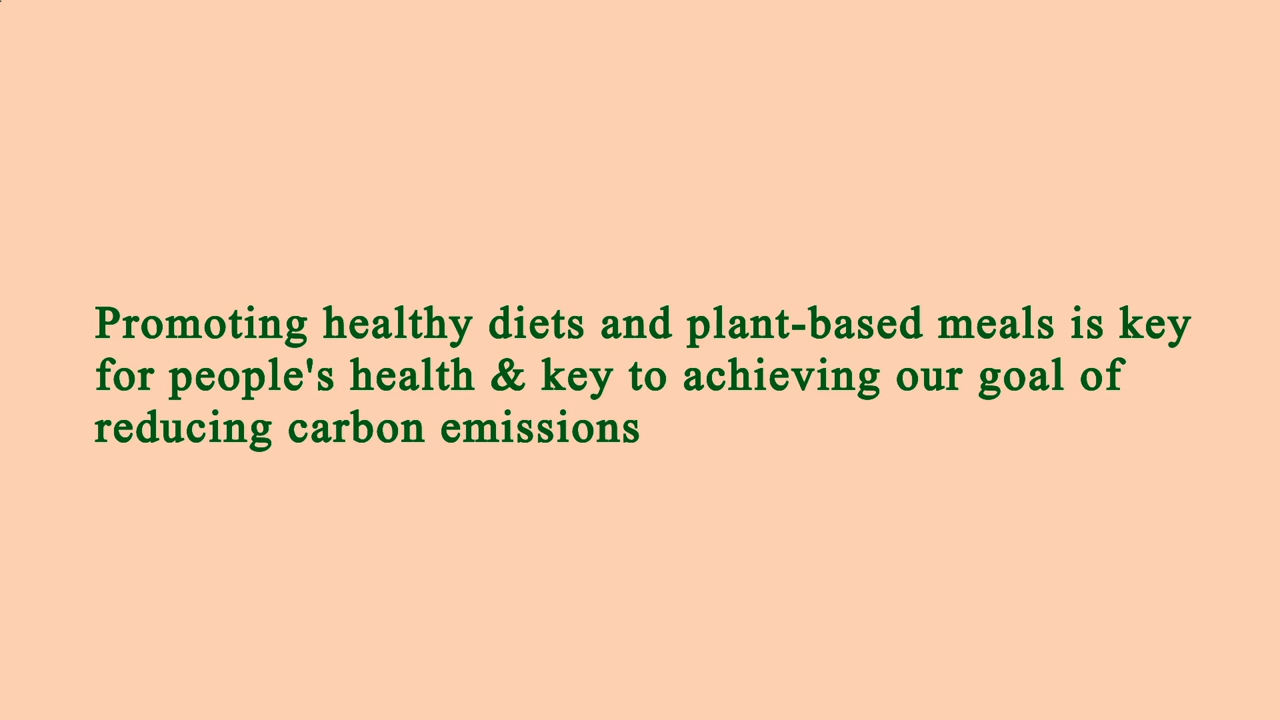 Promoting healthy diets and plant-based meals is key
for people's health & key to achieving our goal of
reducing carbon emissions